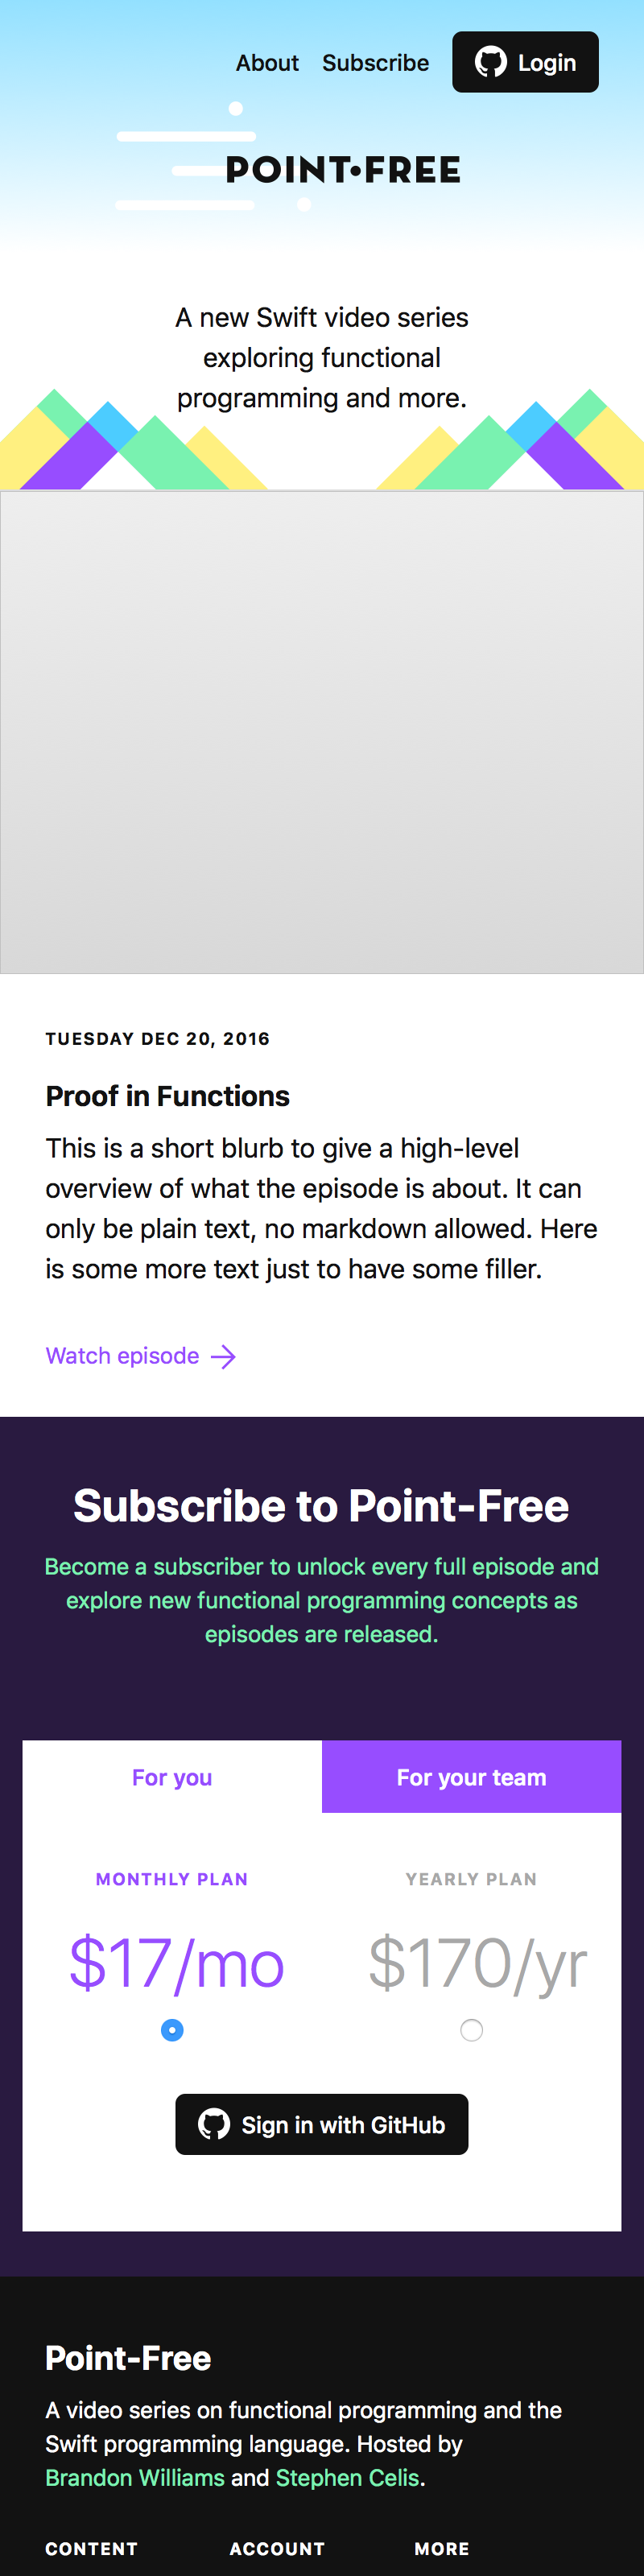 About Subscribe Login
POINT•FREE
A new Swift video series
exploring functional
programming and more.
TUESDAY DEC 20, 2016
Proof in Functions
This is a short blurb to give a high-level
overview of what the episode is about. It can
only be plain text, no markdown allowed. Here
is some more text just to have some filler.
Watch episode
Subscribe to Point-Free
Become a subscriber to unlock every full episode and
explore new functional programming concepts as
episodes are released.
For you For your team
MONTHLY PLAN YEARLY PLAN
$17/mo $170/yr
Sign in with GitHub
Point-Free
A video series on functional programming and the
Swift programming language. Hosted by
Brandon Williams and Stephen Celis.
CONTENT ACCOUNT MORE